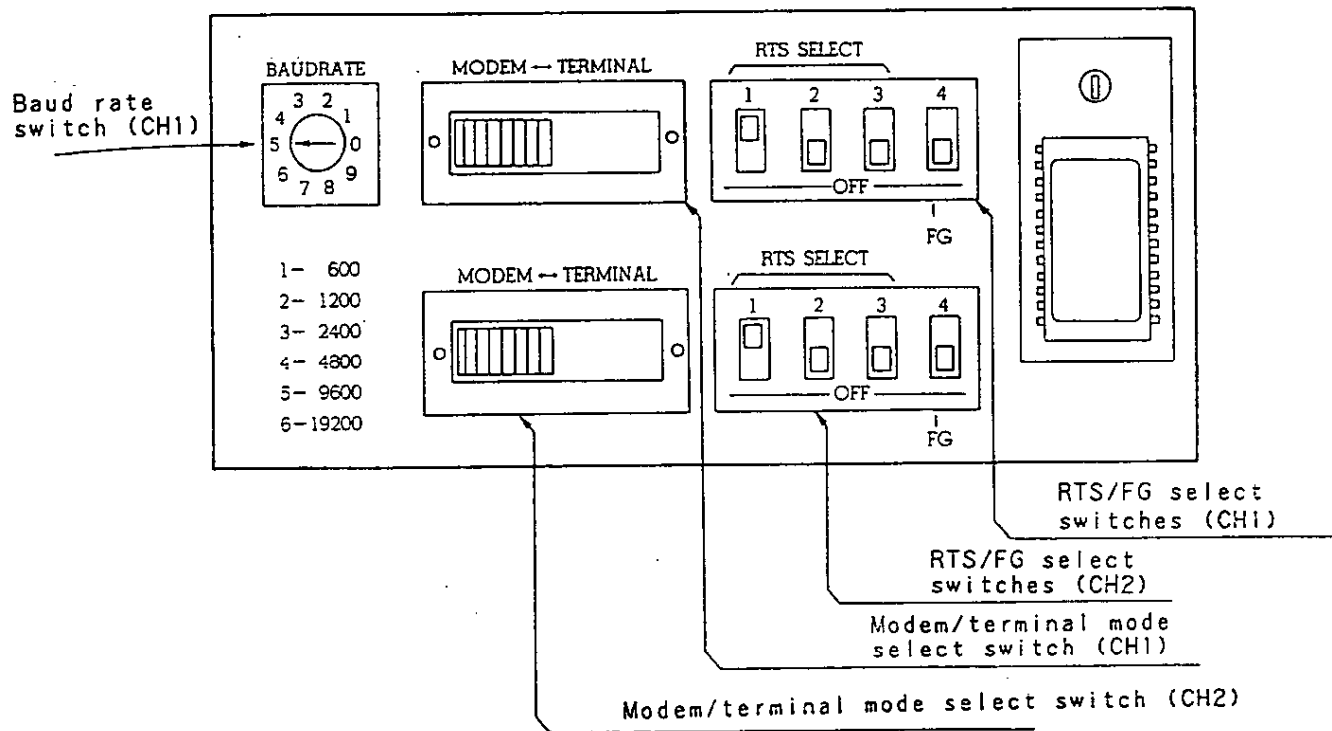 Baud rate
switch (CH1)
BAUDRATE
3 2
4 1
5 0
6 9
7 8
1- 600
2- 1200
3- 2400
4- 4800
5- 9600
6-19200
MODEM ↔ TERMINAL
RTS SELECT
1 2 3 4
OFF
FG
MODEM ↔ TERMINAL
RTS SELECT
1 2 3 4
OFF
FG
RTS/FG select
switches (CH1)
RTS/FG select
switches (CH2)
Modem/terminal mode
select switch (CH1)
Modem/terminal mode select switch (CH2)